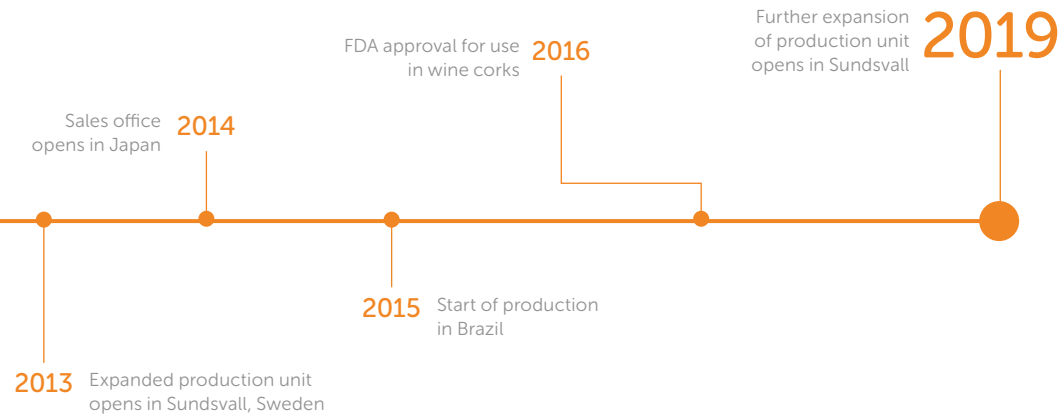 2013
Expanded production unit
opens in Sundsvall, Sweden
Sales office
opens in Japan
2014
2015
Start of production
in Brazil
FDA approval for use
in wine corks
2016
Further expansion
of production unit
opens in Sundsvall
2019